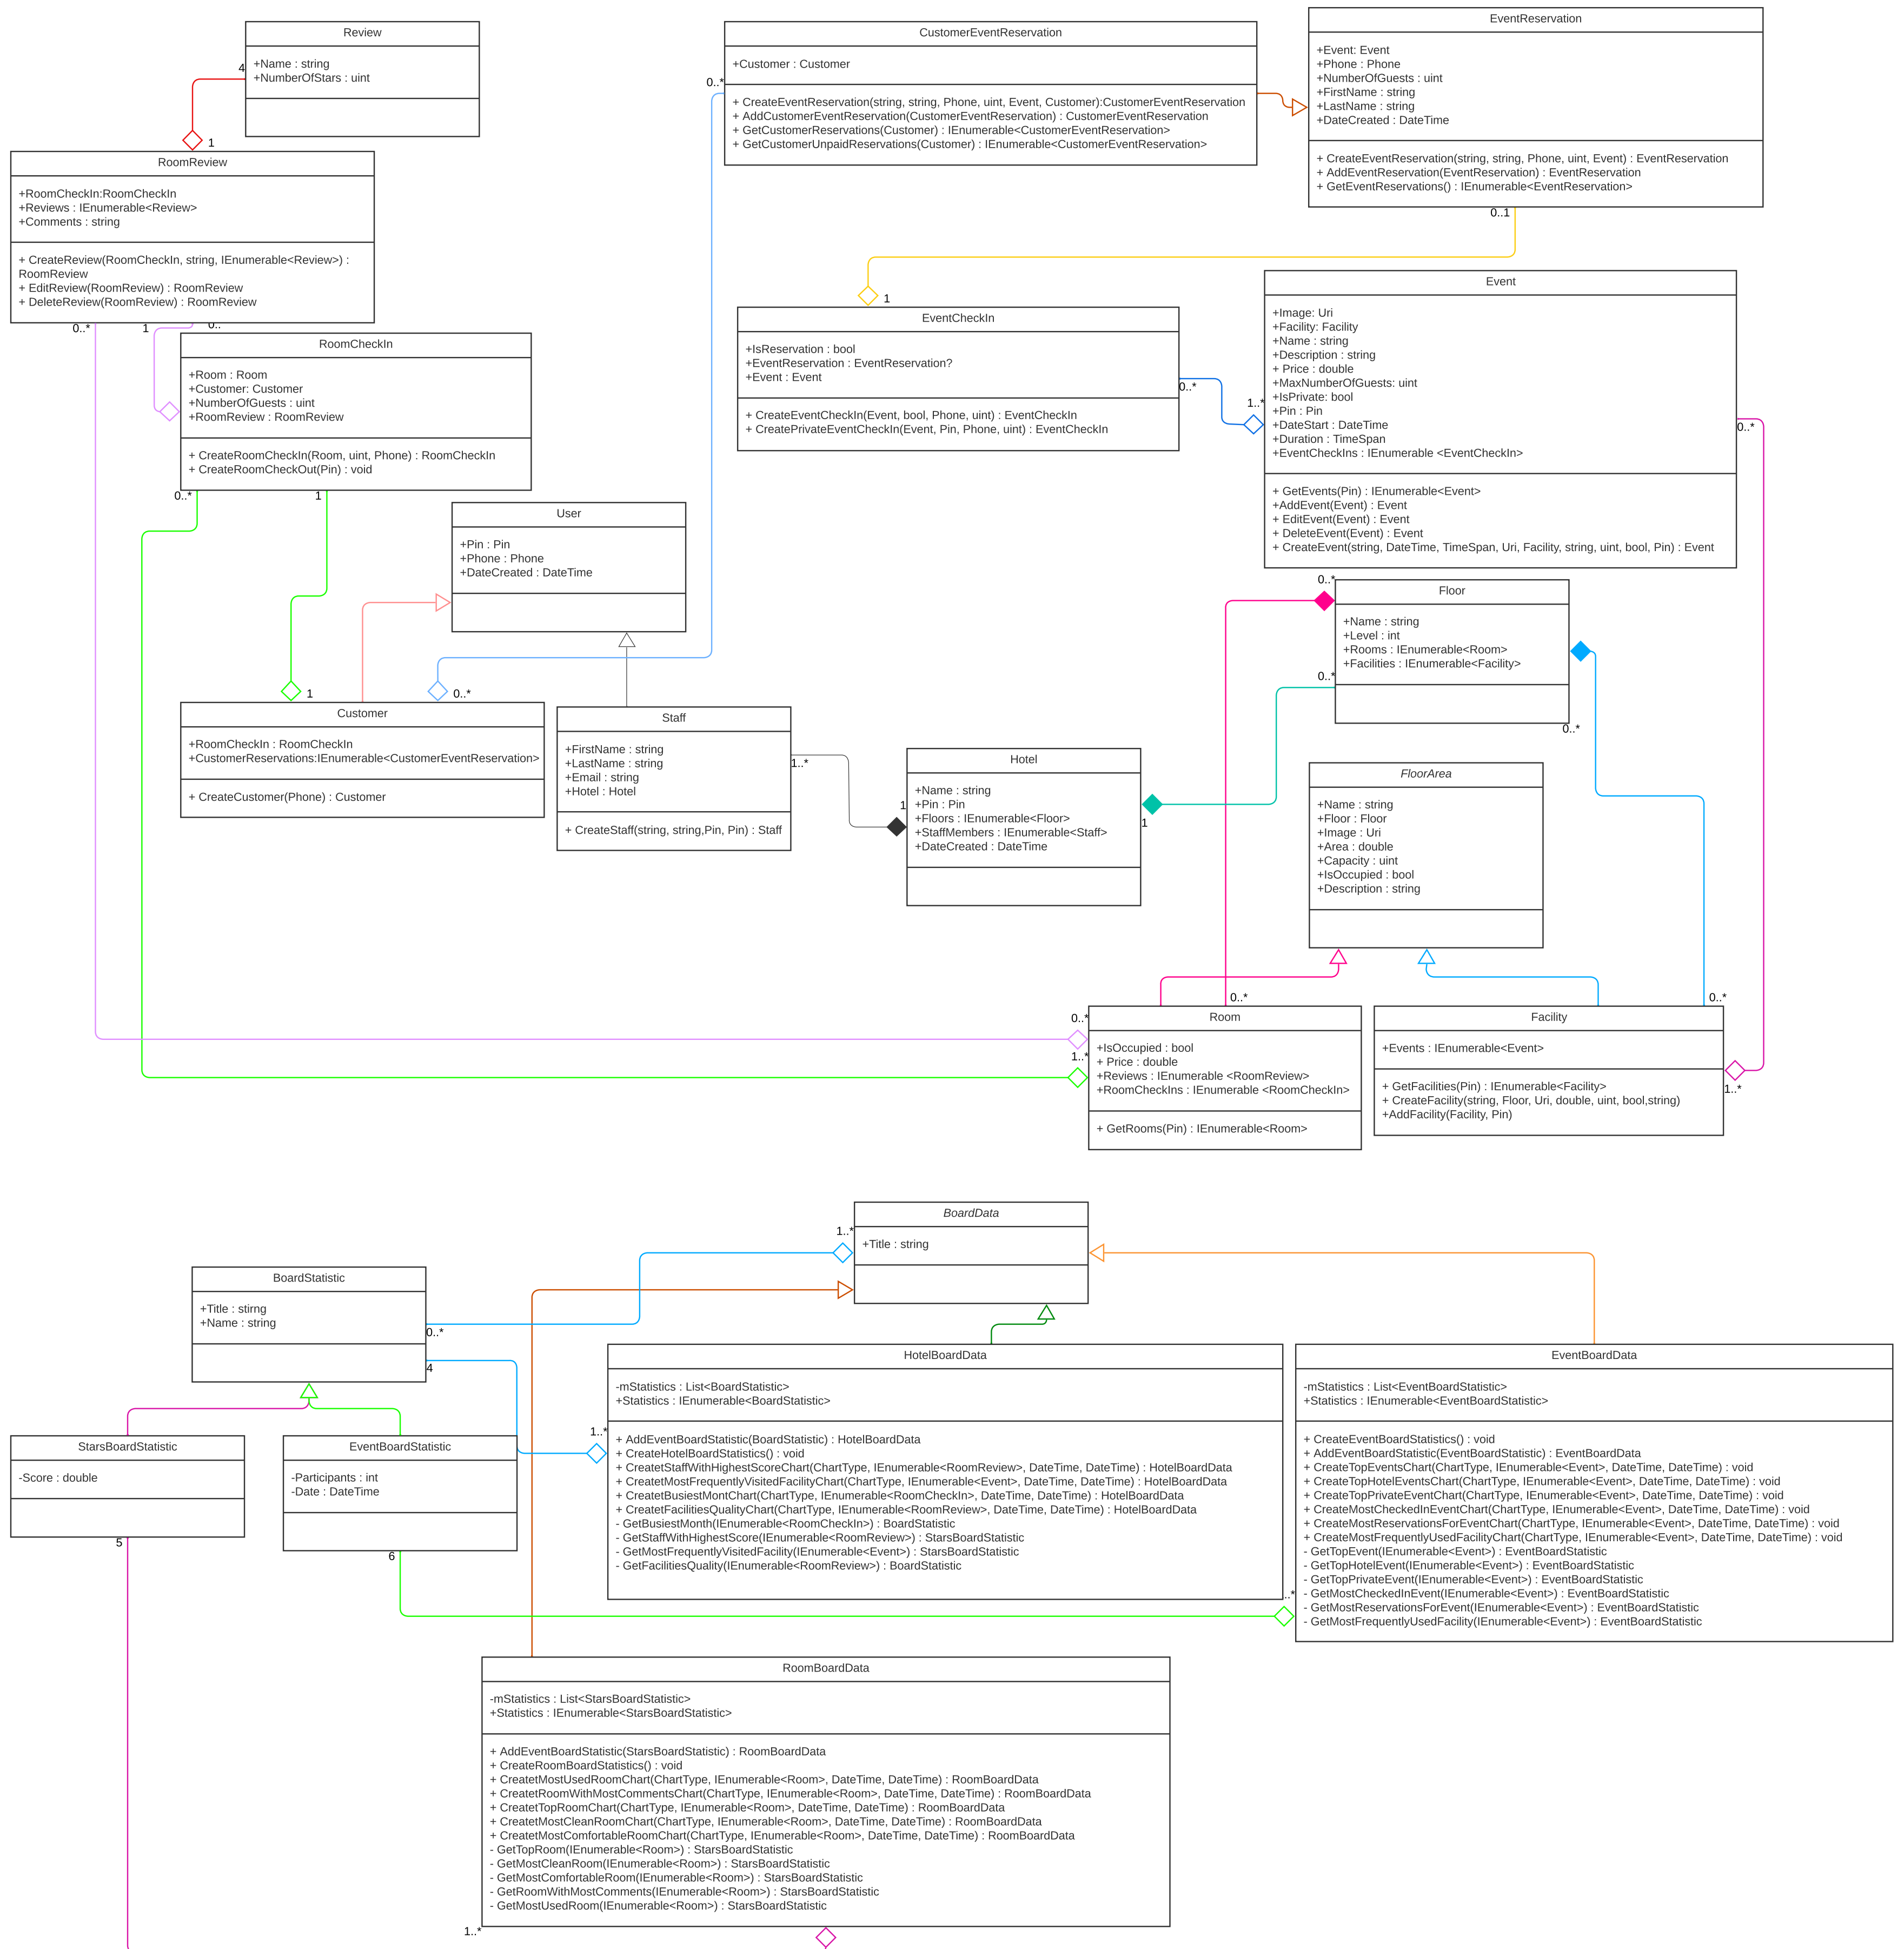 Review
+Name : string
+NumberOfStars : uint
4
1
RoomReview
+RoomCheckIn:RoomCheckIn
+Reviews : IEnumerable<Review>
+Comments : string
+ CreateReview(RoomCheckIn, string, IEnumerable<Review>) :
RoomReview
+ EditReview(RoomReview) : RoomReview
+ DeleteReview(RoomReview) : RoomReview
0..*
1
0..
CustomerEventReservation
+Customer : Customer
+ CreateEventReservation(string, string, Phone, uint, Event, Customer):CustomerEventReservation
+ AddCustomerEventReservation(CustomerEventReservation) : CustomerEventReservation
+ GetCustomerReservations(Customer) : IEnumerable<CustomerEventReservation>
+ GetCustomerUnpaidReservations(Customer) : IEnumerable<CustomerEventReservation>
0..*
EventReservation
+Event: Event
+Phone : Phone
+NumberOfGuests : uint
+FirstName : string
+LastName : string
+DateCreated : DateTime
+ CreateEventReservation(string, string, Phone, uint, Event) : EventReservation
+ AddEventReservation(EventReservation) : EventReservation
+ GetEventReservations() : IEnumerable<EventReservation>
0..1
1
RoomCheckIn
+Room : Room
+Customer: Customer
+NumberOfGuests : uint
+RoomReview : RoomReview
+ CreateRoomCheckIn(Room, uint, Phone) : RoomCheckIn
+ CreateRoomCheckOut(Pin) : void
0..*
1
EventCheckIn
+IsReservation : bool
+EventReservation : EventReservation?
+Event : Event
+ CreateEventCheckIn(Event, bool, Phone, uint) : EventCheckIn
+ CreatePrivateEventCheckIn(Event, Pin, Phone, uint) : EventCheckIn
0..*
1..*
Event
+Image: Uri
+Facility: Facility
+Name : string
+Description : string
+ Price : double
+MaxNumberOfGuests: uint
+IsPrivate: bool
+Pin : Pin
+DateStart : DateTime
+Duration : TimeSpan
+EventCheckIns : IEnumerable <EventCheckIn>
+ GetEvents(Pin) : IEnumerable<Event>
+AddEvent(Event) : Event
+ EditEvent(Event) : Event
+ DeleteEvent(Event) : Event
+ CreateEvent(string, DateTime, TimeSpan, Uri, Facility, string, uint, bool, Pin) : Event
0..*
User
+Pin : Pin
+Phone : Phone
+DateCreated : DateTime
0..*
Floor
+Name : string
+Level : int
+Rooms : IEnumerable<Room>
+Facilities : IEnumerable<Facility>
0..*
0..*
1
0..*
Customer
+RoomCheckIn : RoomCheckIn
+CustomerReservations:IEnumerable<CustomerEventReservation>
+ CreateCustomer(Phone) : Customer
Staff
+FirstName : string
+LastName : string
+Email : string
+Hotel : Hotel
+ CreateStaff(string, string,Pin, Pin) : Staff
1..*
1
Hotel
+Name : string
+Pin : Pin
+Floors : IEnumerable<Floor>
+StaffMembers : IEnumerable<Staff>
+DateCreated : DateTime
1
FloorArea
+Name : string
+Floor : Floor
+Image : Uri
+Area : double
+Capacity : uint
+IsOccupied : bool
+Description : string
0..*
0..*
0..*
1..*
Room
+IsOccupied : bool
+ Price : double
+Reviews : IEnumerable <RoomReview>
+RoomCheckIns : IEnumerable <RoomCheckIn>
+ GetRooms(Pin) : IEnumerable<Room>
Facility
+Events : IEnumerable<Event>
+ GetFacilities(Pin) : IEnumerable<Facility>
+ CreateFacility(string, Floor, Uri, double, uint, bool,string)
+AddFacility(Facility, Pin)
1..*
BoardData
+Title : string
1..*
BoardStatistic
+Title : stirng
+Name : string
0..*
4
HotelBoardData
-mStatistics : List<BoardStatistic>
+Statistics : IEnumerable<BoardStatistic>
+ AddEventBoardStatistic(BoardStatistic) : HotelBoardData
+ CreateHotelBoardStatistics() : void
+ CreatetStaffWithHighestScoreChart(ChartType, IEnumerable<RoomReview>, DateTime, DateTime) : HotelBoardData
+ CreatetMostFrequentlyVisitedFacilityChart(ChartType, IEnumerable<Event>, DateTime, DateTime) : HotelBoardData
+ CreatetBusiestMontChart(ChartType, IEnumerable<RoomCheckIn>, DateTime, DateTime) : HotelBoardData
+ CreatetFacilitiesQualityChart(ChartType, IEnumerable<RoomReview>, DateTime, DateTime) : HotelBoardData
- GetBusiestMonth(IEnumerable<RoomCheckIn>) : BoardStatistic
- GetStaffWithHighestScore(IEnumerable<RoomReview>) : StarsBoardStatistic
- GetMostFrequentlyVisitedFacility(IEnumerable<Event>) : StarsBoardStatistic
- GetFacilitiesQuality(IEnumerable<RoomReview>) : BoardStatistic
1..*
EventBoardData
-mStatistics : List<EventBoardStatistic>
+Statistics : IEnumerable<EventBoardStatistic>
+ CreateEventBoardStatistics() : void
+ AddEventBoardStatistic(EventBoardStatistic) : EventBoardData
+ CreateTopEventsChart(ChartType, IEnumerable<Event>, DateTime, DateTime) : void
+ CreateTopHotelEventsChart(ChartType, IEnumerable<Event>, DateTime, DateTime) : void
+ CreateTopPrivateEventChart(ChartType, IEnumerable<Event>, DateTime, DateTime) : void
+ CreateMostCheckedInEventChart(ChartType, IEnumerable<Event>, DateTime, DateTime) : void
+ CreateMostReservationsForEventChart(ChartType, IEnumerable<Event>, DateTime, DateTime) : void
+ CreateMostFrequentlyUsedFacilityChart(ChartType, IEnumerable<Event>, DateTime, DateTime) : void
- GetTopEvent(IEnumerable<Event>) : EventBoardStatistic
- GetTopHotelEvent(IEnumerable<Event>) : EventBoardStatistic
- GetTopPrivateEvent(IEnumerable<Event>) : EventBoardStatistic
- GetMostCheckedInEvent(IEnumerable<Event>) : EventBoardStatistic
- GetMostReservationsForEvent(IEnumerable<Event>) : EventBoardStatistic
- GetMostFrequentlyUsedFacility(IEnumerable<Event>) : EventBoardStatistic
.*
StarsBoardStatistic
-Score : double
5
EventBoardStatistic
-Participants : int
-Date : DateTime
6
RoomBoardData
-mStatistics : List<StarsBoardStatistic>
+Statistics : IEnumerable<StarsBoardStatistic>
+ AddEventBoardStatistic(StarsBoardStatistic) : RoomBoardData
+ CreateRoomBoardStatistics() : void
+ CreatetMostUsedRoomChart(ChartType, IEnumerable<Room>, DateTime, DateTime) : RoomBoardData
+ CreatetRoomWithMostCommentsChart(ChartType, IEnumerable<Room>, DateTime, DateTime) : RoomBoardData
+ CreatetTopRoomChart(ChartType, IEnumerable<Room>, DateTime, DateTime) : RoomBoardData
+ CreatetMostCleanRoomChart(ChartType, IEnumerable<Room>, DateTime, DateTime) : RoomBoardData
+ CreatetMostComfortableRoomChart(ChartType, IEnumerable<Room>, DateTime, DateTime) : RoomBoardData
- GetTopRoom(IEnumerable<Room>) : StarsBoardStatistic
- GetMostCleanRoom(IEnumerable<Room>) : StarsBoardStatistic
- GetMostComfortableRoom(IEnumerable<Room>) : StarsBoardStatistic
- GetRoomWithMostComments(IEnumerable<Room>) : StarsBoardStatistic
- GetMostUsedRoom(IEnumerable<Room>) : StarsBoardStatistic
1..*